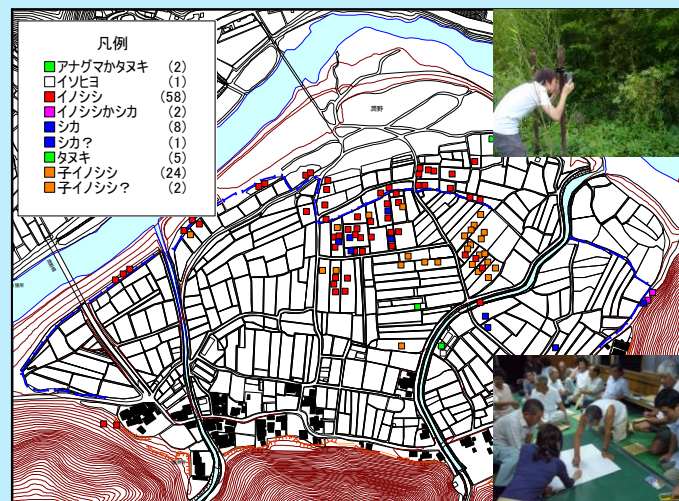 凡例
アナグマかタヌキ (2)
イソヒヨ (1)
イノシシ (58)
イノシシかシカ (2)
シカ (8)
シカ? (1)
タヌキ (5)
子イノシシ (24)
子イノシシ? (2)
潤野